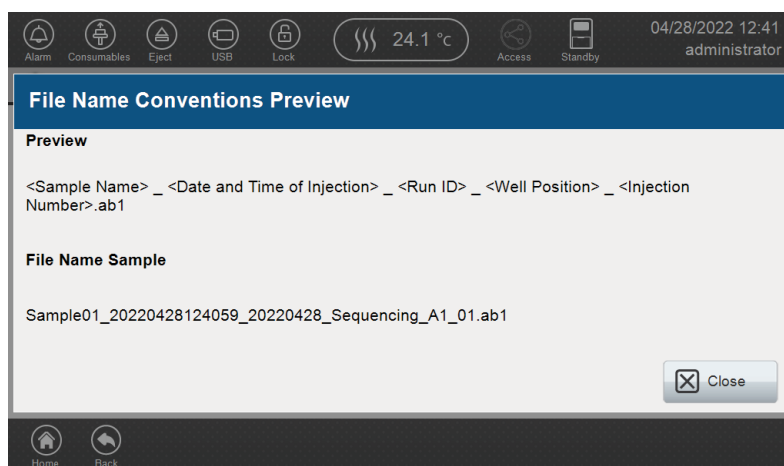 04/28/2022 12:41
24.1 °C
administrator
Alarm Consumables Eject USB Lock Access Standby
File Name Conventions Preview
Preview
<Sample Name> _ <Date and Time of Injection> _ <Run ID> _ <Well Position> _ <Injection
Number>.ab1
File Name Sample
Sample01_20220428124059_20220428_Sequencing_A1_01.ab1
Close
Home Back